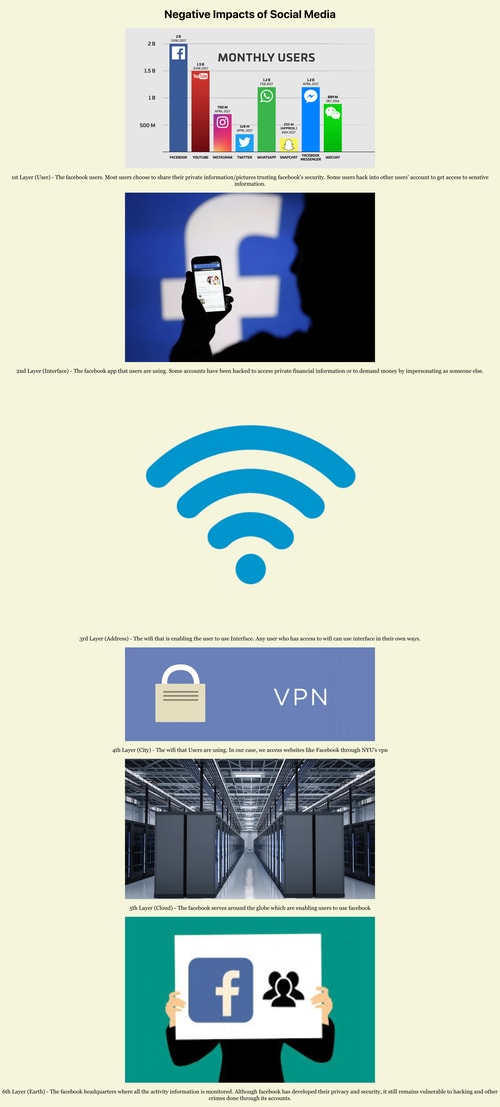 Negative Impacts of Social Media
MONTHLY USERS
2 B
1.5 B
1 B
500 M
2 B
JUNE 2017
1.5 B
JUNE 2017
700 M
APRIL 2017
328 M
APRIL 2017
1.2 B
FEB 2017
255 M
(APPROX.)
MAY 2017
1.2 B
APRIL 2017
889 M
DEC 2016
You Tube
FACEBOOK YOUTUBE INSTAGRAM TWITTER WHATSAPP SNAPCHAT FACEBOOK MESSENGER WECHAT
1st Layer (User) - The facebook users. Most users choose to share their private information/pictures trusting facebook's security. Some users hack into other users' account to get access to senstive
information.
2nd Layer (Interface) - The facebook app that users are using. Some accounts have been hacked to access private financial information or to demand money by impersonating as someone else.
3rd Layer (Address) - The wifi that is enabling the user to use Interface. Any user who has access to wifi can use interface in their own ways.
VPN
4th Layer (City) - The wifi that Users are using. In our case, we access websites like Facebook through NYU's vpn
5th Layer (Cloud) - The facebook serves around the globe which are enabling users to use facebook
6th Layer (Earth) - The facebook headquarters where all the activity information is monitored. Although facebook has developed their privacy and security, it still remains vulnerable to hacking and other
crimes done through its accounts.